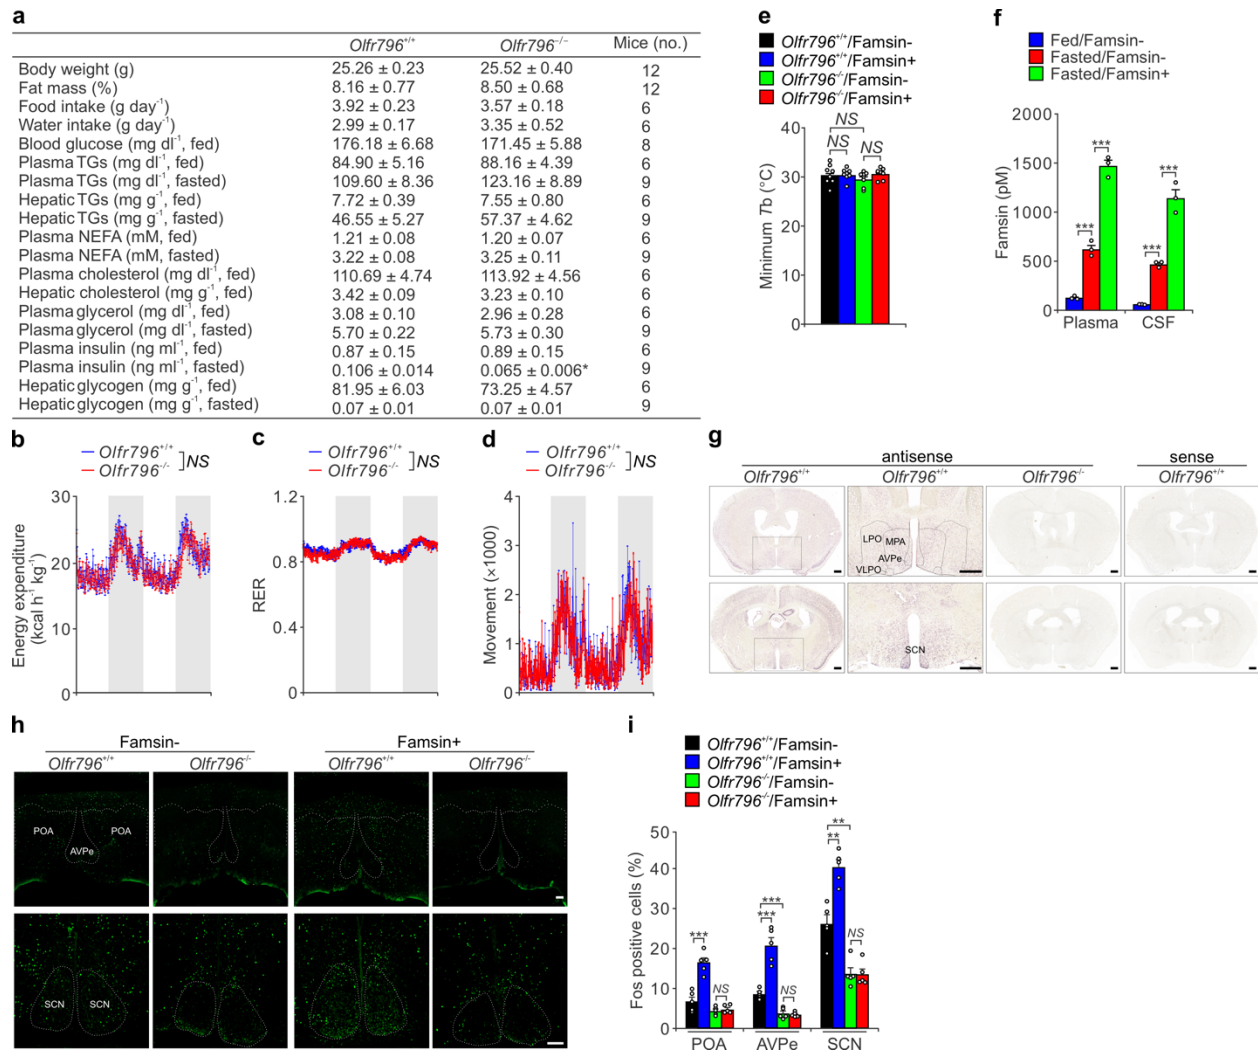 a
Olfr796+/+ Olfr796−/− Mice (no.)
Body weight (g) 25.26 ± 0.23 25.52 ± 0.40 12
Fat mass (%) 8.16 ± 0.77 8.50 ± 0.68 12
Food intake (g day-1) 3.92 ± 0.23 3.57 ± 0.18 6
Water intake (g day-1) 2.99 ± 0.17 3.35 ± 0.52 6
Blood glucose (mg dl-1, fed) 176.18 ± 6.68 171.45 ± 5.88 8
Plasma TGs (mg dl-1, fed) 84.90 ± 5.16 88.16 ± 4.39 6
Plasma TGs (mg dl-1, fasted) 109.60 ± 8.36 123.16 ± 8.89 9
Hepatic TGs (mg g-1, fed) 7.72 ± 0.39 7.55 ± 0.80 6
Hepatic TGs (mg g-1, fasted) 46.55 ± 5.27 57.37 ± 4.62 9
Plasma NEFA (mM, fed) 1.21 ± 0.08 1.20 ± 0.07 6
Plasma NEFA (mM, fasted) 3.22 ± 0.08 3.25 ± 0.11 9
Plasma cholesterol (mg dl-1, fed) 110.69 ± 4.74 113.92 ± 4.56 6
Hepatic cholesterol (mg g-1, fed) 3.42 ± 0.09 3.23 ± 0.10 6
Plasma glycerol (mg dl-1, fed) 3.08 ± 0.10 2.96 ± 0.28 6
Plasma glycerol (mg dl-1, fasted) 5.70 ± 0.22 5.73 ± 0.30 9
Plasma insulin (ng ml-1, fed) 0.87 ± 0.15 0.89 ± 0.15 6
Plasma insulin (ng ml-1, fasted) 0.106 ± 0.014 0.065 ± 0.006* 9
Hepatic glycogen (mg g-1, fed) 81.95 ± 6.03 73.25 ± 4.57 6
Hepatic glycogen (mg g-1, fasted) 0.07 ± 0.01 0.07 ± 0.01 9
e
Olfr796+/+/Famsin-
Olfr796+/+/Famsin+
Olfr796-/-/Famsin-
Olfr796-/-/Famsin+
NS
NS NS
Minimum Tb (°C)
40
30
20
10
0
f
Fed/Famsin-
Fasted/Famsin-
Fasted/Famsin+
Famsin (pM)
2000
1500
1000
500
0
*** ***
*** ***
Plasma CSF
b
Olfr796+/+
Olfr796-/-
NS
Energy expenditure
(kcal h-1 kg-1)
30
20
10
0
c
Olfr796+/+
Olfr796-/-
NS
RER
1.2
0.8
0.4
0
d
Olfr796+/+
Olfr796-/-
NS
Movement (×1000)
4
3
2
1
0
g
antisense sense
Olfr796+/+ Olfr796+/+ Olfr796-/- Olfr796+/+
LPO MPA
AVPe
VLPO
SCN
h
Famsin- Famsin+
Olfr796+/+ Olfr796-/- Olfr796+/+ Olfr796-/-
POA POA
AVPe
SCN SCN
i
Olfr796+/+/Famsin-
Olfr796+/+/Famsin+
Olfr796-/-/Famsin-
Olfr796-/-/Famsin+
Fos positive cells (%)
50
40
30
20
10
0
*** NS
*** *** NS
** ** NS
POA AVPe SCN